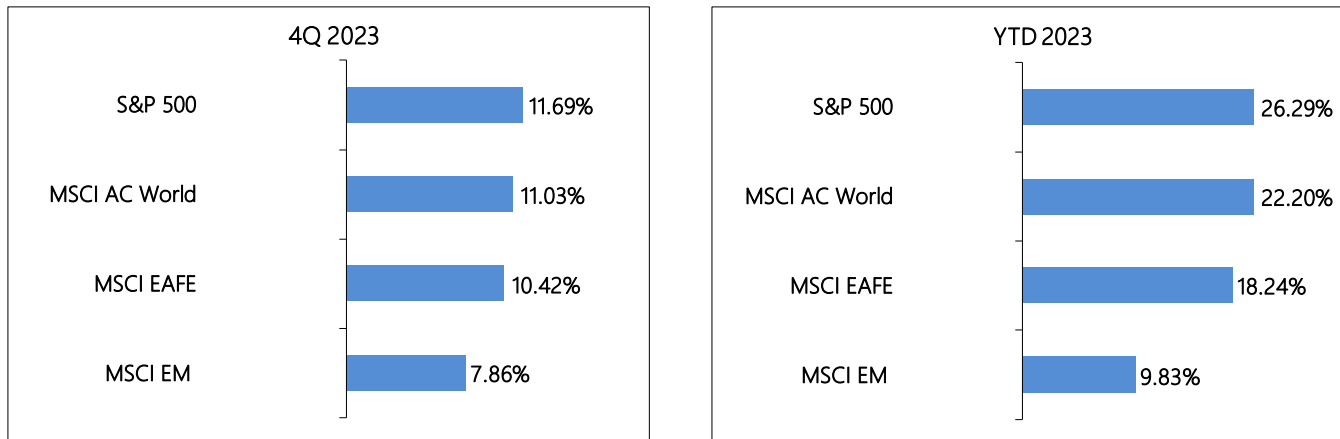 4Q 2023
S&P 500 11.69%
MSCI AC World 11.03%
MSCI EAFE 10.42%
MSCI EM 7.86%
YTD 2023
S&P 500 26.29%
MSCI AC World 22.20%
MSCI EAFE 18.24%
MSCI EM 9.83%